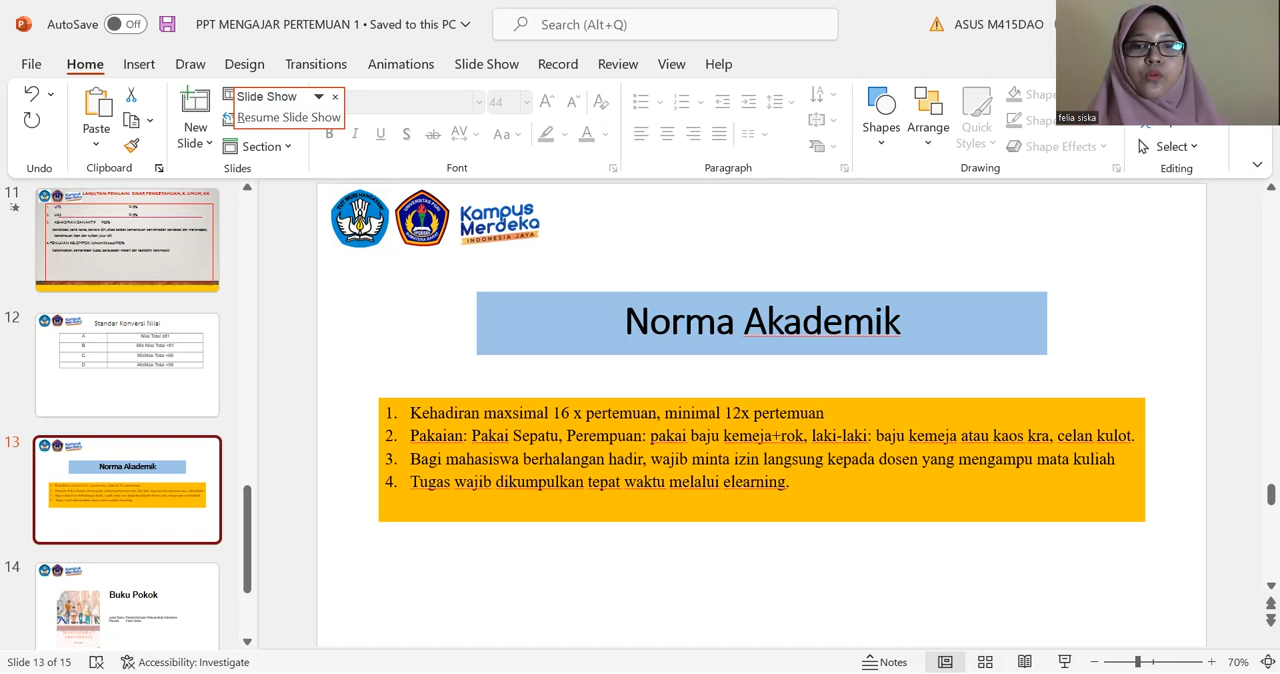 AutoSave Off PPT MENGAJAR PERTEMUAN 1 • Saved to this PC Search (Alt+Q) ASUS M415DAO
File Home Insert Draw Design Transitions Animations Slide Show Record Review View Help
felia siska
Slide Show
Resume Slide Show
Paste
New
Slide
Section
44
Aa
Shapes Arrange Quick
Styles
Shape Effects
Select
Undo Clipboard Slides Font Paragraph Drawing Editing
11
12
Standar Konversi Nilai
A
B
C
D
13
Norma Akademik
14
Buku Pokok
Kampus
Merdeka
INDONESIA JAYA
Norma Akademik
1. Kehadiran maxsimal 16 x pertemuan, minimal 12x pertemuan
2. Pakaian: Pakai Sepatu, Perempuan: pakai baju kemeja+rok, laki-laki: baju kemeja atau kaos kra, celan kulot.
3. Bagi mahasiswa berhalangan hadir, wajib minta izin langsung kepada dosen yang mengampu mata kuliah
4. Tugas wajib dikumpulkan tepat waktu melalui elearning.
Slide 13 of 15 Accessibility: Investigate Notes 70%